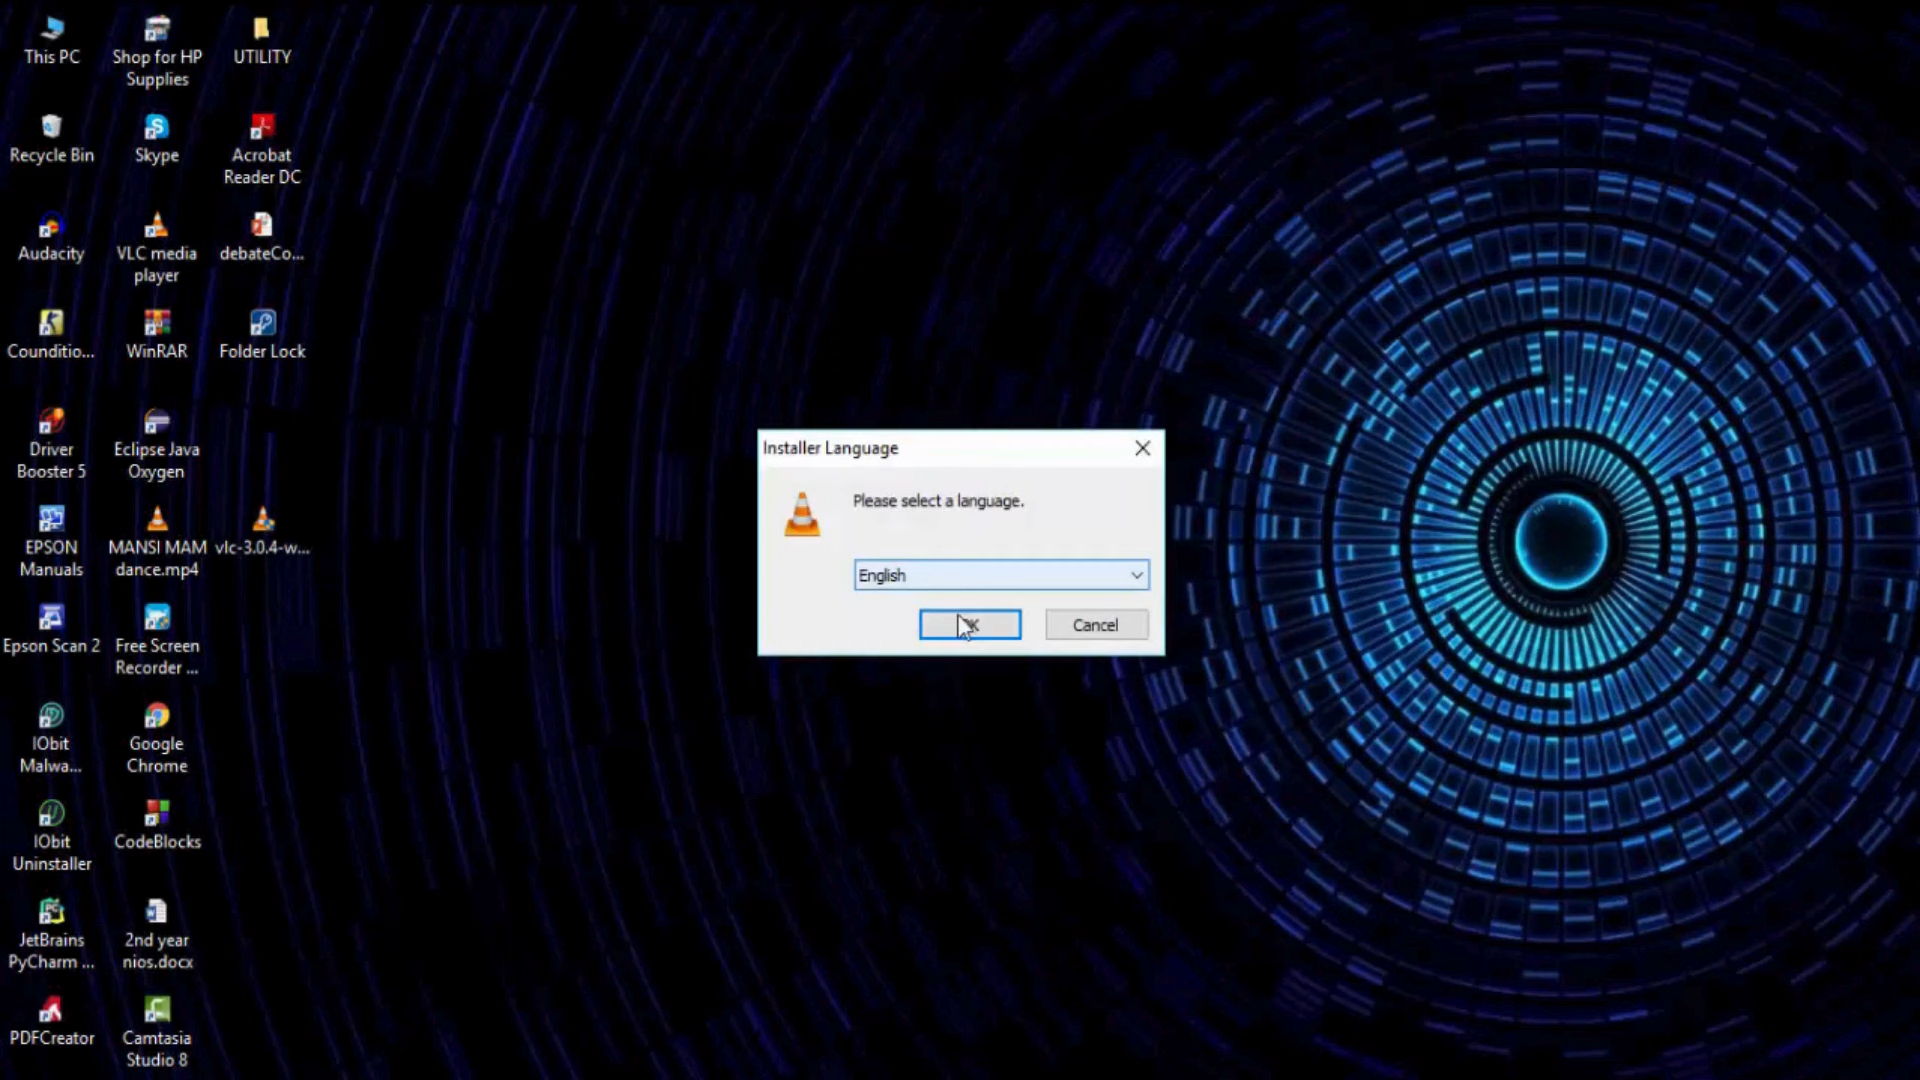 This PC
Shop for HP
Supplies
UTILITY
Recycle Bin
Skype
Acrobat
Reader DC
Audacity
VLC media
player
debateCo...
Counditio...
WinRAR
Folder Lock
Driver
Booster 5
Eclipse Java
Oxygen
EPSON
Manuals
MANSI MAM
dance.mp4
vlc-3.0.4-w...
Epson Scan 2
Free Screen
Recorder ...
IObit
Malwa...
Google
Chrome
IObit
Uninstaller
CodeBlocks
JetBrains
PyCharm ...
2nd year
nios.docx
PDFCreator
Camtasia
Studio 8
Installer Language
Please select a language.
English
Cancel